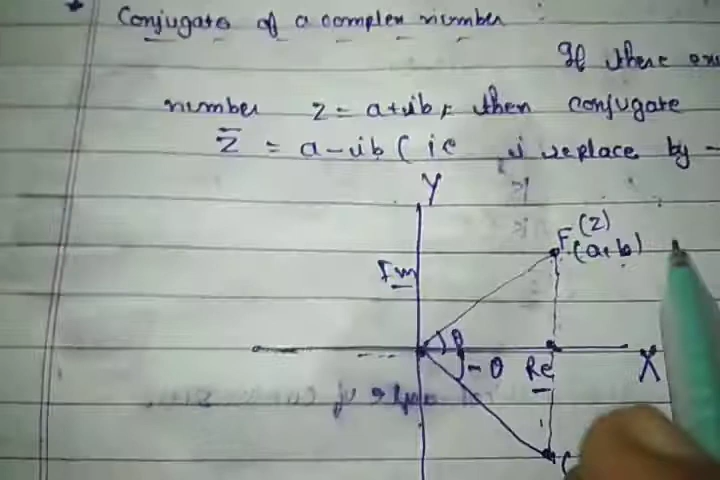 * Conjugate of a complex number :
If there
number z = a+ib, then conjugate
z̄ = a-ib ( ie i replace by -
Y
(z)
P (a+b)
Im
θ
-θ
Re
X